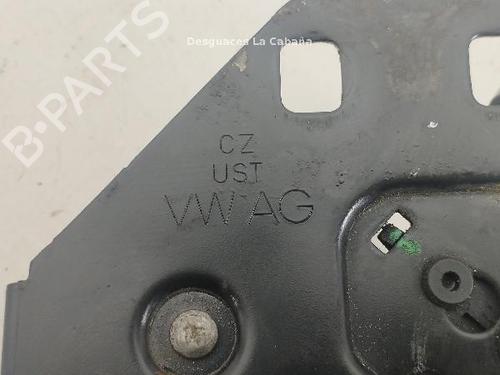 Desguaces La Cabaña
B-PARTS
CZ
UST
VW AG